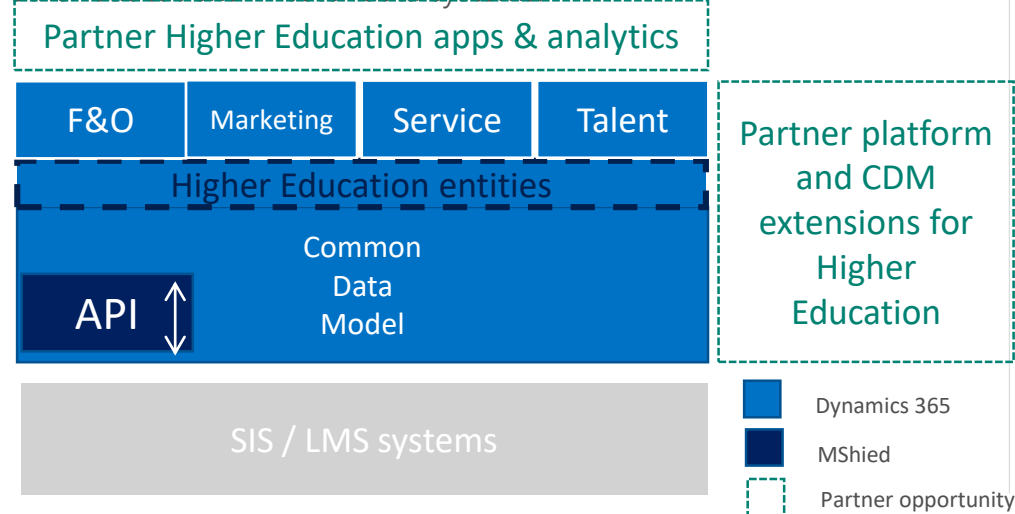 Partner Higher Education apps & analytics
F&O
Marketing
Service
Talent
Higher Education entities
Common
Data
Model
API
SIS / LMS systems
Partner platform
and CDM
extensions for
Higher
Education
Dynamics 365
MShied
Partner opportunity